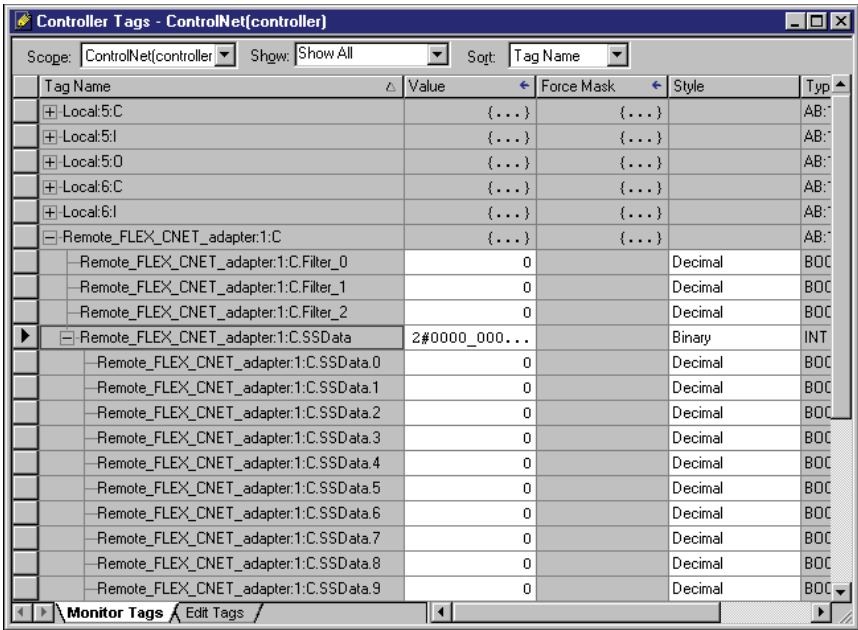 Controller Tags - ControlNet(controller)
Scope: ControlNet(controller Show: Show All Sort: Tag Name
Tag Name Value Force Mask Style Typ
Local:5:C {...} {...} AB:
Local:5:I {...} {...} AB:
Local:5:O {...} {...} AB:
Local:6:C {...} {...} AB:
Local:6:I {...} {...} AB:
Remote_FLEX_CNET_adapter:1:C {...} {...} AB:
Remote_FLEX_CNET_adapter:1:C.Filter_0 0 Decimal BOO
Remote_FLEX_CNET_adapter:1:C.Filter_1 0 Decimal BOO
Remote_FLEX_CNET_adapter:1:C.Filter_2 0 Decimal BOO
Remote_FLEX_CNET_adapter:1:C.SSData 2#0000_000... Binary INT
Remote_FLEX_CNET_adapter:1:C.SSData.0 0 Decimal BOO
Remote_FLEX_CNET_adapter:1:C.SSData.1 0 Decimal BOO
Remote_FLEX_CNET_adapter:1:C.SSData.2 0 Decimal BOO
Remote_FLEX_CNET_adapter:1:C.SSData.3 0 Decimal BOO
Remote_FLEX_CNET_adapter:1:C.SSData.4 0 Decimal BOO
Remote_FLEX_CNET_adapter:1:C.SSData.5 0 Decimal BOO
Remote_FLEX_CNET_adapter:1:C.SSData.6 0 Decimal BOO
Remote_FLEX_CNET_adapter:1:C.SSData.7 0 Decimal BOO
Remote_FLEX_CNET_adapter:1:C.SSData.8 0 Decimal BOO
Remote_FLEX_CNET_adapter:1:C.SSData.9 0 Decimal BOO
Monitor Tags Edit Tags